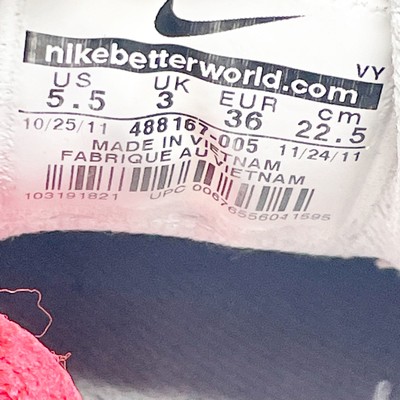 nikebetterworld.com
VY
US UK EUR cm
5.5 3 36 22.5
10/25/11 488167-005 11/24/11
MADE IN VIETNAM
FABRIQUE AU VIETNAM
103191821 UPC 00676556041595